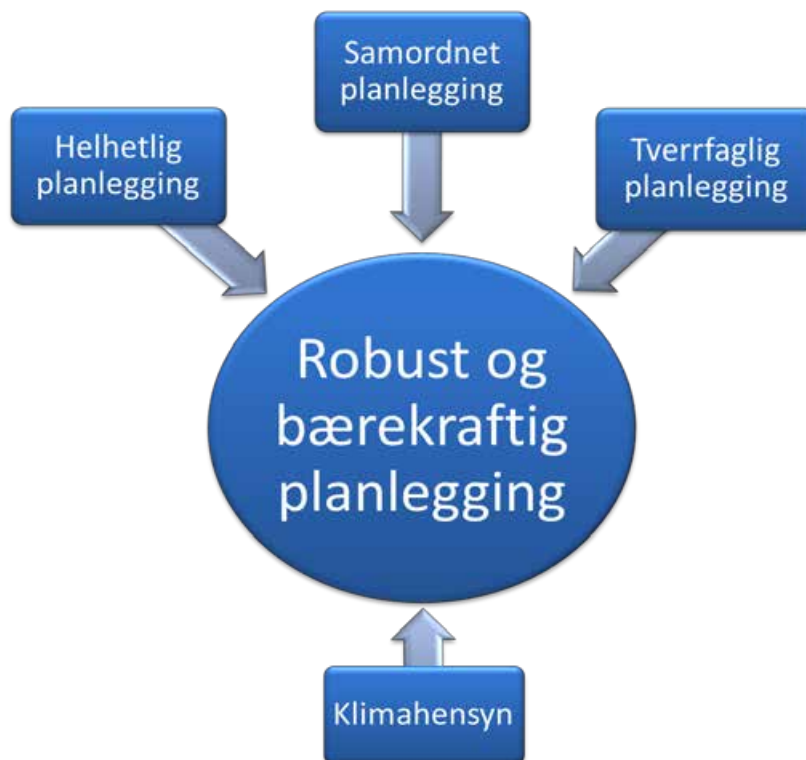 Samordnet
planlegging
Helhetlig
planlegging
Tverrfaglig
planlegging
Robust og
bærekraftig
planlegging
Klimahensyn